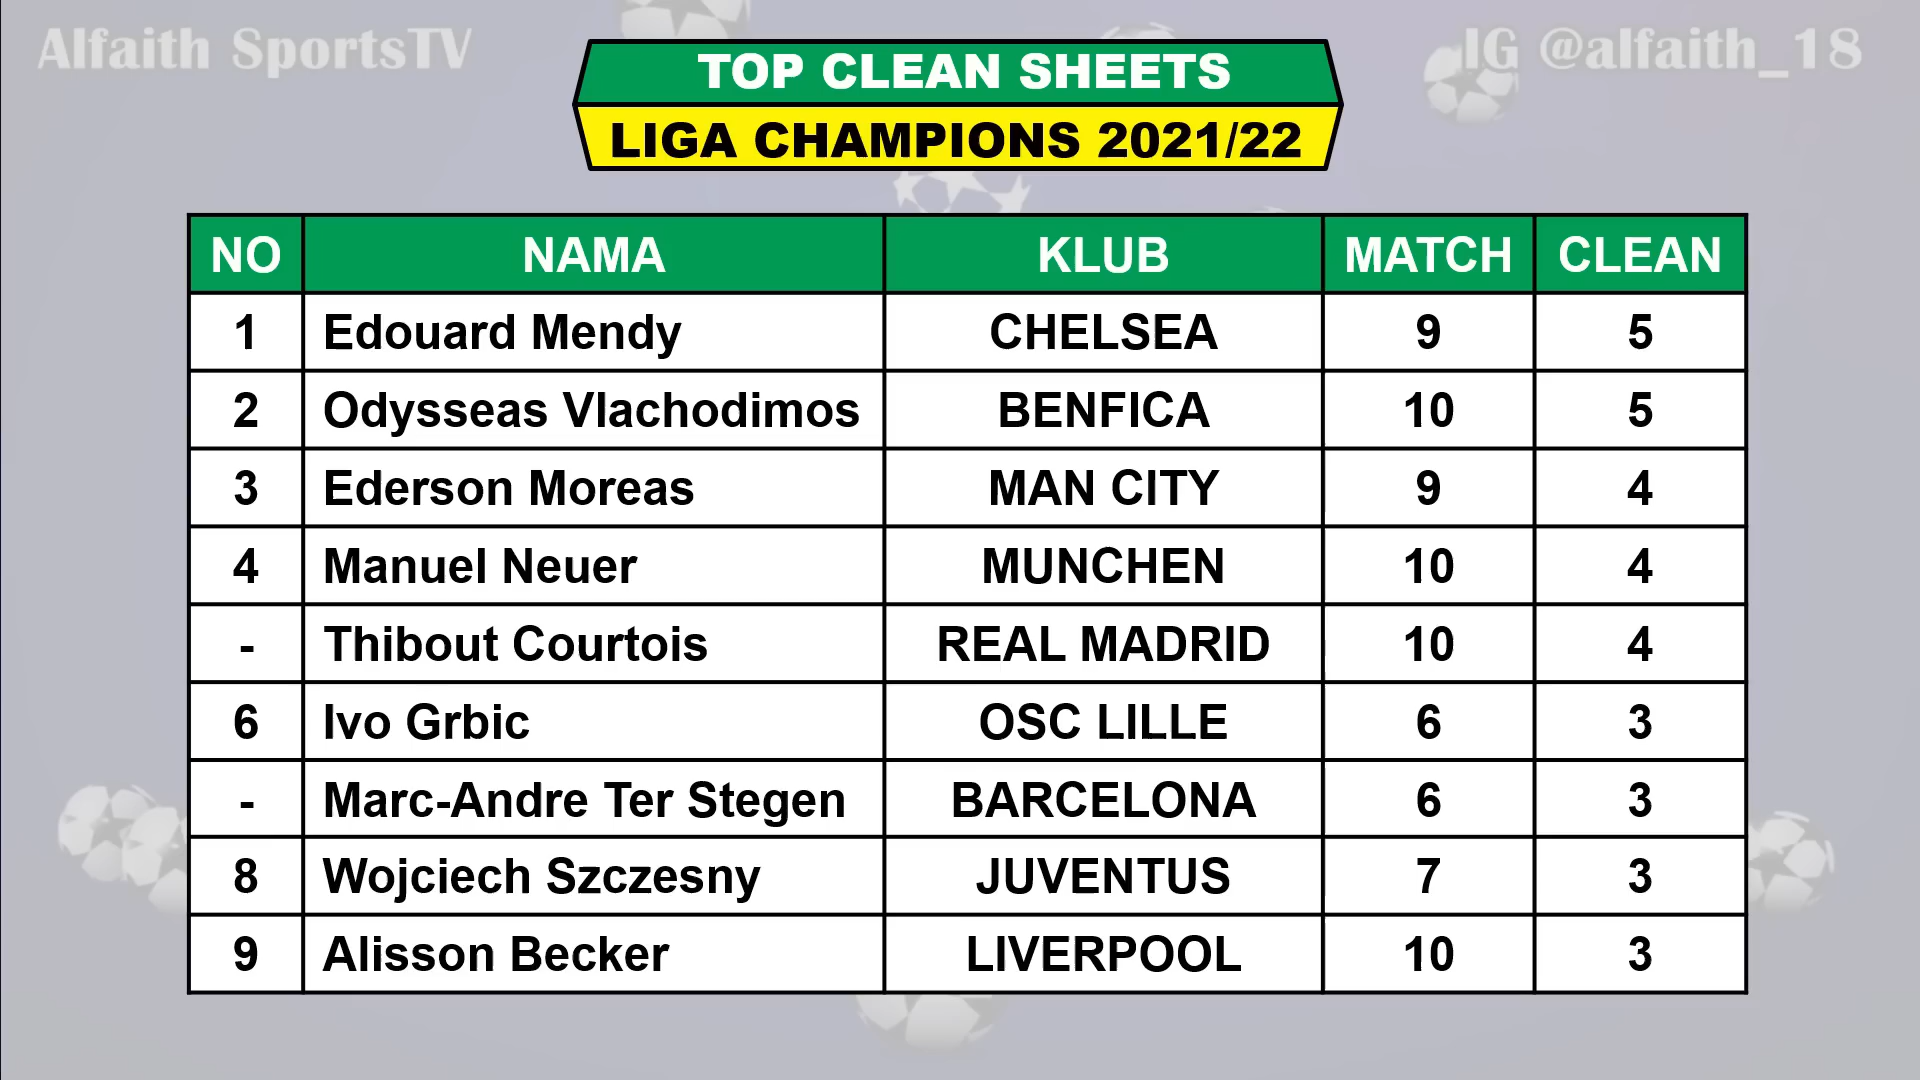 Alfaith SportsTV
IG @alfaith_18
TOP CLEAN SHEETS
LIGA CHAMPIONS 2021/22
NO NAMA KLUB MATCH CLEAN
1 Edouard Mendy CHELSEA 9 5
2 Odysseas Vlachodimos BENFICA 10 5
3 Ederson Moreas MAN CITY 9 4
4 Manuel Neuer MUNCHEN 10 4
- Thibout Courtois REAL MADRID 10 4
6 Ivo Grbic OSC LILLE 6 3
- Marc-Andre Ter Stegen BARCELONA 6 3
8 Wojciech Szczesny JUVENTUS 7 3
9 Alisson Becker LIVERPOOL 10 3